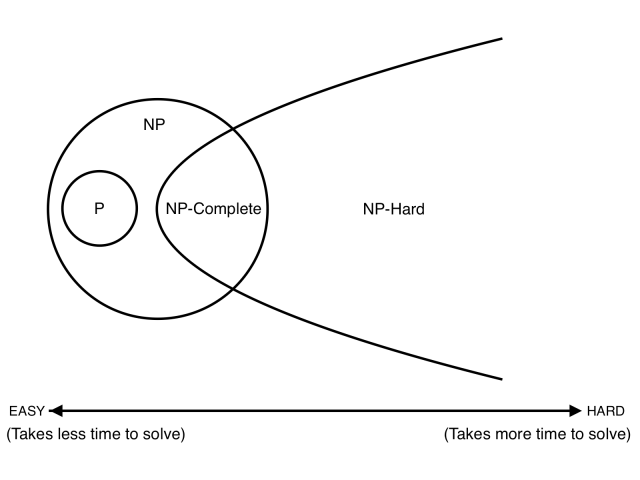 NP
P
NP-Complete
NP-Hard
EASY
HARD
(Takes less time to solve)
(Takes more time to solve)